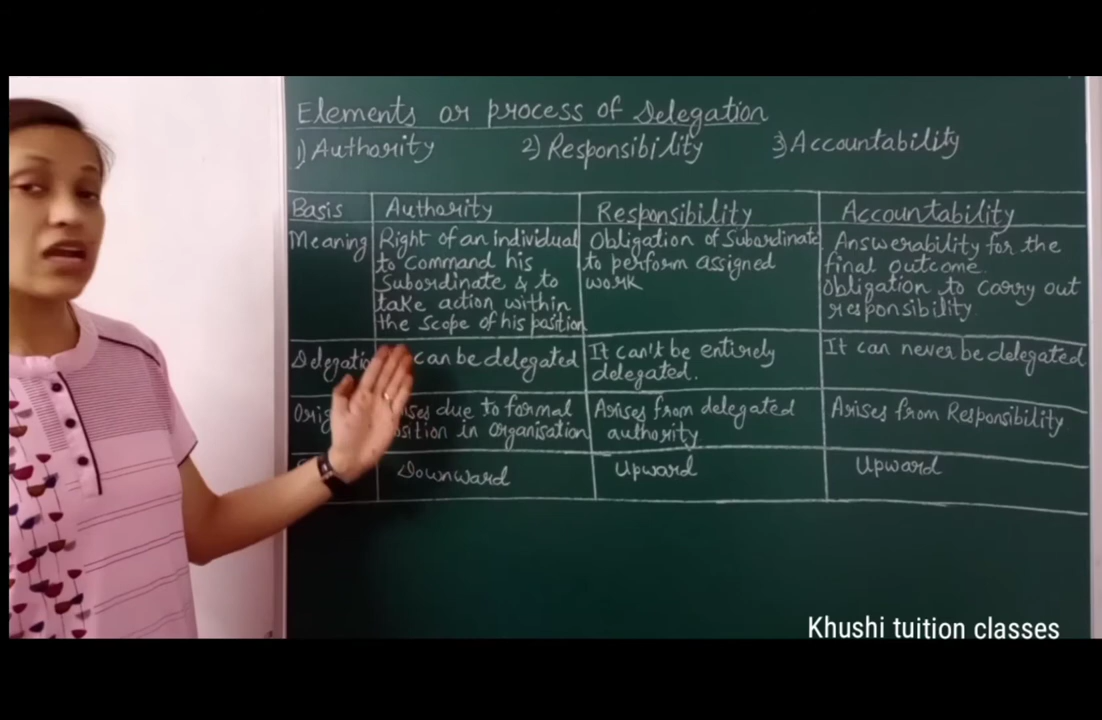 Elements or process of Delegation
1) Authority 2) Responsibility 3) Accountability
Basis Authority Responsibility Accountability
Meaning
Right of an individual
to command his
Subordinate & to
take action within
the scope of his position
Obligation of Subordinate
to perform assigned
work
Answerability for the
final outcome.
Obligation to carry out
responsibility
can be delegated
It can't be entirely
delegated.
It can never be delegated
due to formal
in organisation
Arises from delegated
authority
Arises from Responsibility
Downward
Upward
Upward
Khushi tuition classes